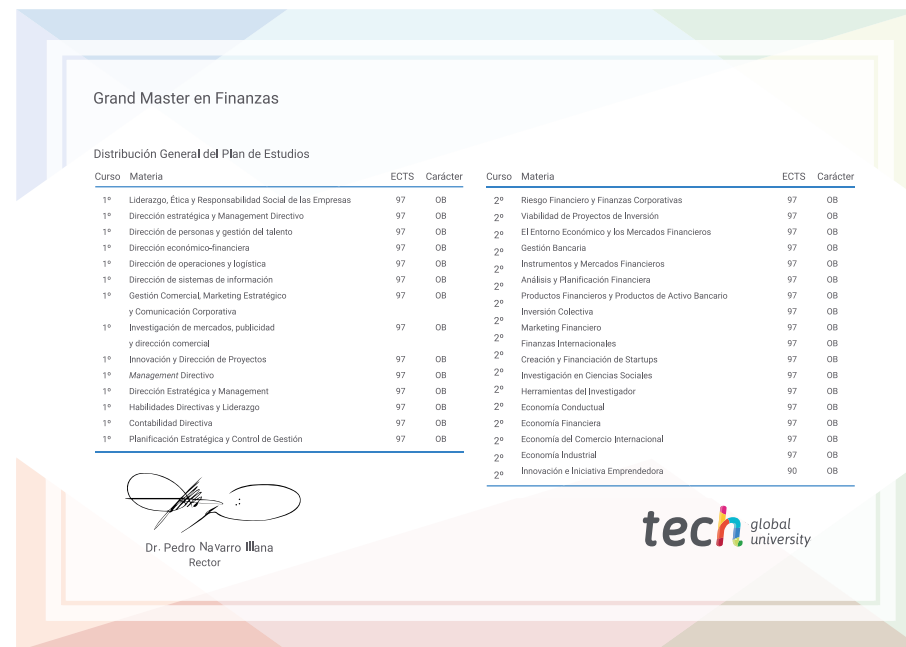 Grand Master en Finanzas
Distribución General del Plan de Estudios
Curso Materia ECTS Carácter
1º Liderazgo, Ética y Responsabilidad Social de las Empresas 97 OB
1º Dirección estratégica y Management Directivo 97 OB
1º Dirección de personas y gestión del talento 97 OB
1º Dirección económico-financiera 97 OB
1º Dirección de operaciones y logística 97 OB
1º Dirección de sistemas de información 97 OB
1º Gestión Comercial, Marketing Estratégico 97 OB
y Comunicación Corporativa
1º Investigación de mercados, publicidad 97 OB
y dirección comercial
1º Innovación y Dirección de Proyectos 97 OB
1º Management Directivo 97 OB
1º Dirección Estratégica y Management 97 OB
1º Habilidades Directivas y Liderazgo 97 OB
1º Contabilidad Directiva 97 OB
1º Planificación Estratégica y Control de Gestión 97 OB
Curso Materia ECTS Carácter
2º Riesgo Financiero y Finanzas Corporativas 97 OB
2º Viabilidad de Proyectos de Inversión 97 OB
2º El Entorno Económico y los Mercados Financieros 97 OB
2º Gestión Bancaria 97 OB
2º Instrumentos y Mercados Financieros 97 OB
2º Análisis y Planificación Financiera 97 OB
2º Productos Financieros y Productos de Activo Bancario 97 OB
Inversión Colectiva 97 OB
2º Marketing Financiero 97 OB
2º Finanzas Internacionales 97 OB
2º Creación y Financiación de Startups 97 OB
2º Investigación en Ciencias Sociales 97 OB
2º Herramientas del Investigador 97 OB
2º Economía Conductual 97 OB
2º Economía Financiera 97 OB
2º Economía del Comercio Internacional 97 OB
2º Economía Industrial 97 OB
2º Innovación e Iniciativa Emprendedora 90 OB
Dr. Pedro Navarro Illana
Rector
tech global
university